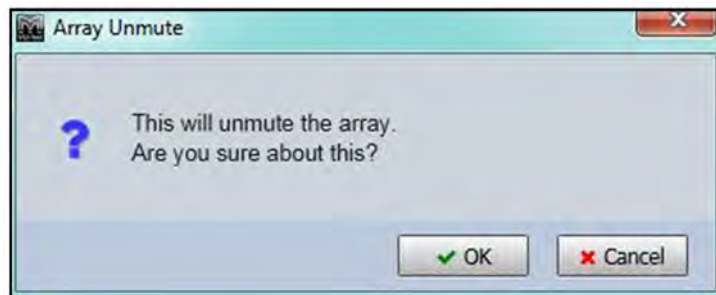 Array Unmute
This will unmute the array.
Are you sure about this?
OK
Cancel